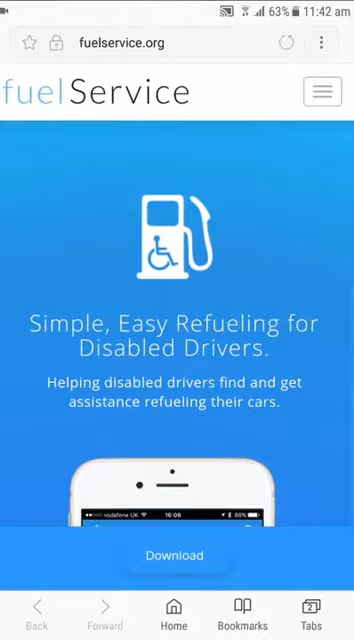 63% 11:42 am
fuelservice.org
fuelService
Simple, Easy Refueling for
Disabled Drivers.
Helping disabled drivers find and get
assistance refueling their cars.
vodafone UK 16:06 86%
Download
2
Back Forward Home Bookmarks Tabs